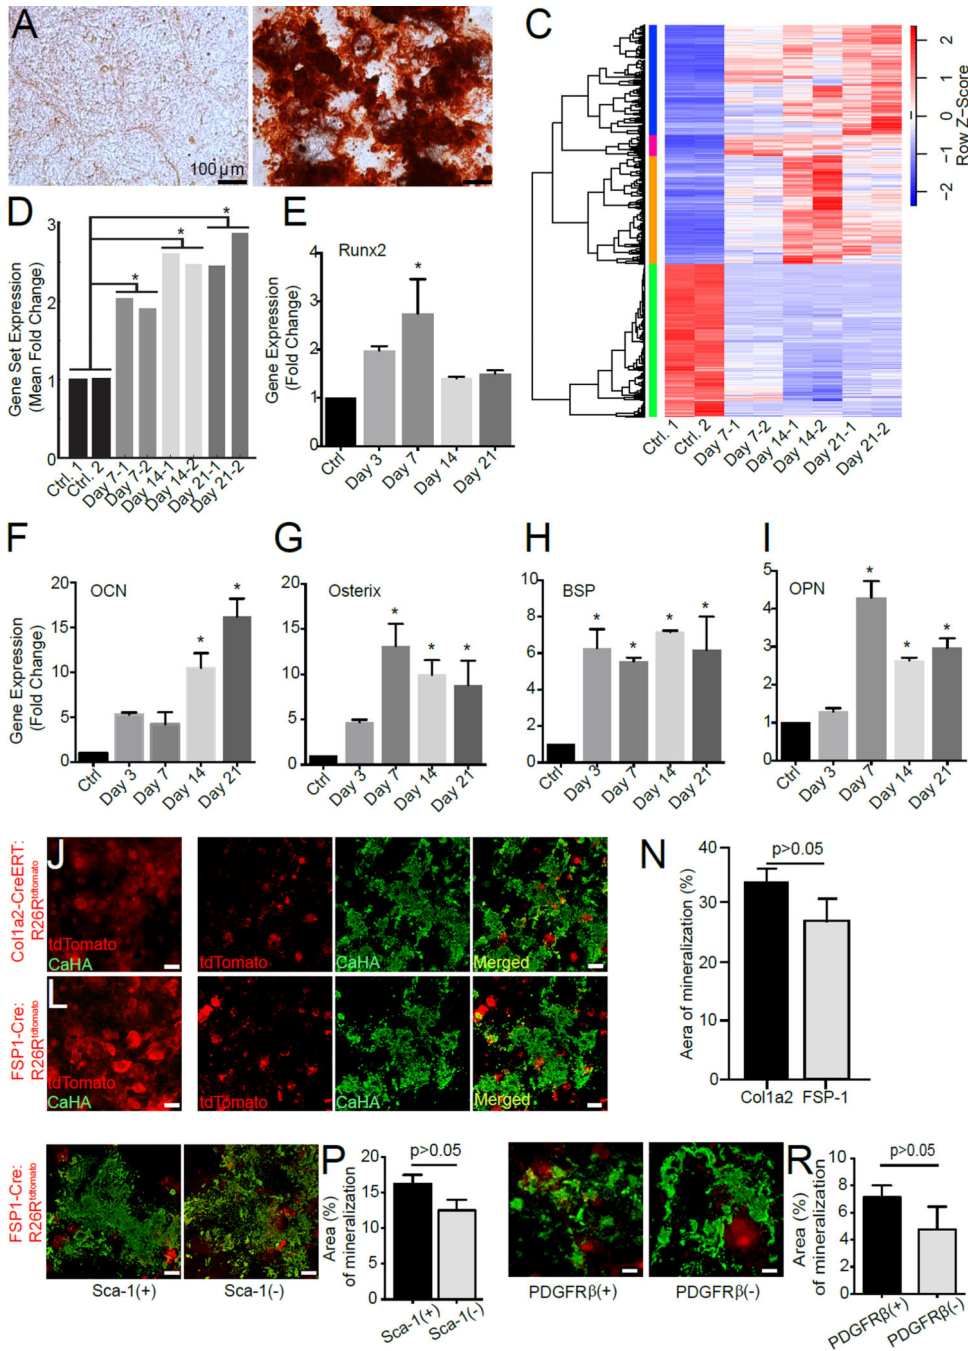 A
100 µm
C
2
1
0
−1
−2
Row Z-Score
Ctrl. 1
Ctrl. 2
Day 7-1
Day 7-2
Day 14-1
Day 14-2
Day 21-1
Day 21-2
D
Gene Set Expression
(Mean Fold Change)
3
2
1
0
*
*
*
Ctrl. 1
Ctrl. 2
Day 7-1
Day 7-2
Day 14-1
Day 14-2
Day 21-1
Day 21-2
E
Runx2
Gene Expression
(Fold Change)
4
3
2
1
0
*
Ctrl
Day 3
Day 7
Day 14
Day 21
F
OCN
Gene Expression
(Fold Change)
20
15
10
5
0
*
*
Ctrl
Day 3
Day 7
Day 14
Day 21
G
Osterix
20
15
10
5
0
*
*
*
Ctrl
Day 3
Day 7
Day 14
Day 21
H
BSP
10
8
6
4
2
0
*
*
*
*
Ctrl
Day 3
Day 7
Day 14
Day 21
I
OPN
5
4
3
2
1
0
*
*
*
Ctrl
Day 3
Day 7
Day 14
Day 21
J
Col1a2-CreERT:
R26Rtdtomato
tdTomato
CaHA
tdTomato
CaHA
Merged
L
FSP1-Cre:
R26Rtdtomato
tdTomato
CaHA
tdTomato
CaHA
Merged
N
Aera of mineralization (%)
40
30
20
10
0
p>0.05
Col1a2 FSP-1
FSP1-Cre:
R26Rtdtomato
Sca-1(+)
Sca-1(-)
P
Area (%)
of mineralization
20
15
10
5
0
p>0.05
Sca-1(+)
Sca-1(-)
PDGFRβ(+)
PDGFRβ(-)
R
Area (%)
of mineralization
10
8
6
4
2
0
p>0.05
PDGFRβ(+)
PDGFRβ(-)